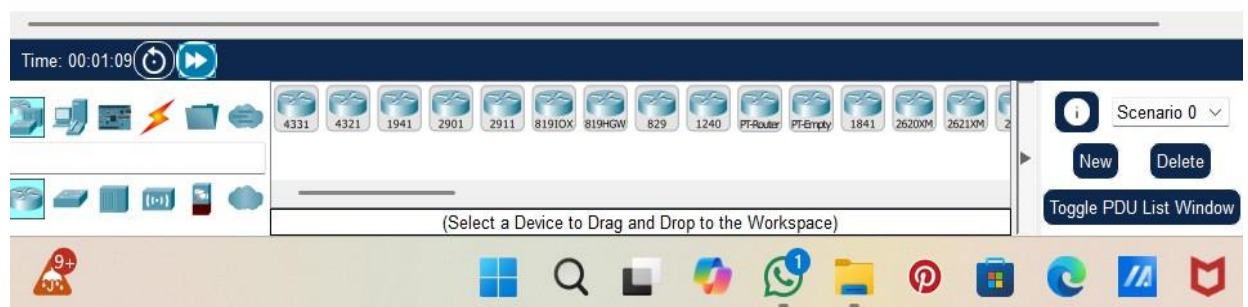 Time: 00:01:09
4331 4321 1941 2901 2911 819IOX 819HGW 829 1240 PT-Router PT-Empty 1841 2620XM 2621XM 2
i Scenario 0
New Delete
Toggle PDU List Window
(Select a Device to Drag and Drop to the Workspace)
9+
1